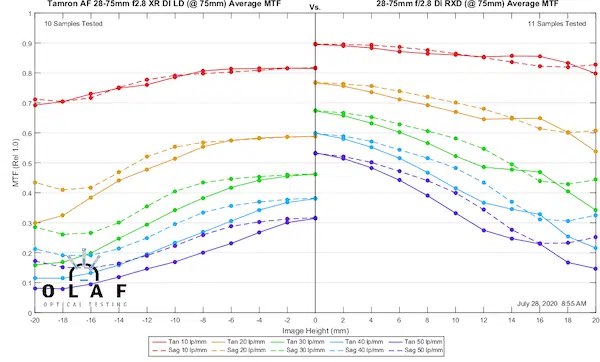 Tamron AF 28-75mm f2.8 XR DI LD (@ 75mm) Average MTF Vs. 28-75mm f/2.8 Di RXD (@ 75mm) Average MTF
10 Samples Tested 11 Samples Tested
1
0.9
0.8
0.7
0.6
0.5
0.4
0.3
0.2
0.1
0
MTF (Rel 1.0)
OLAF
OPTICAL TESTING
July 28, 2020 8:55 AM
-20 -18 -16 -14 -12 -10 -8 -6 -4 -2 0 2 4 6 8 10 12 14 16 18 20
Image Height (mm)
Tan 10 lp/mm Tan 20 lp/mm Tan 30 lp/mm Tan 40 lp/mm Tan 50 lp/mm
Sag 10 lp/mm Sag 20 lp/mm Sag 30 lp/mm Sag 40 lp/mm Sag 50 lp/mm